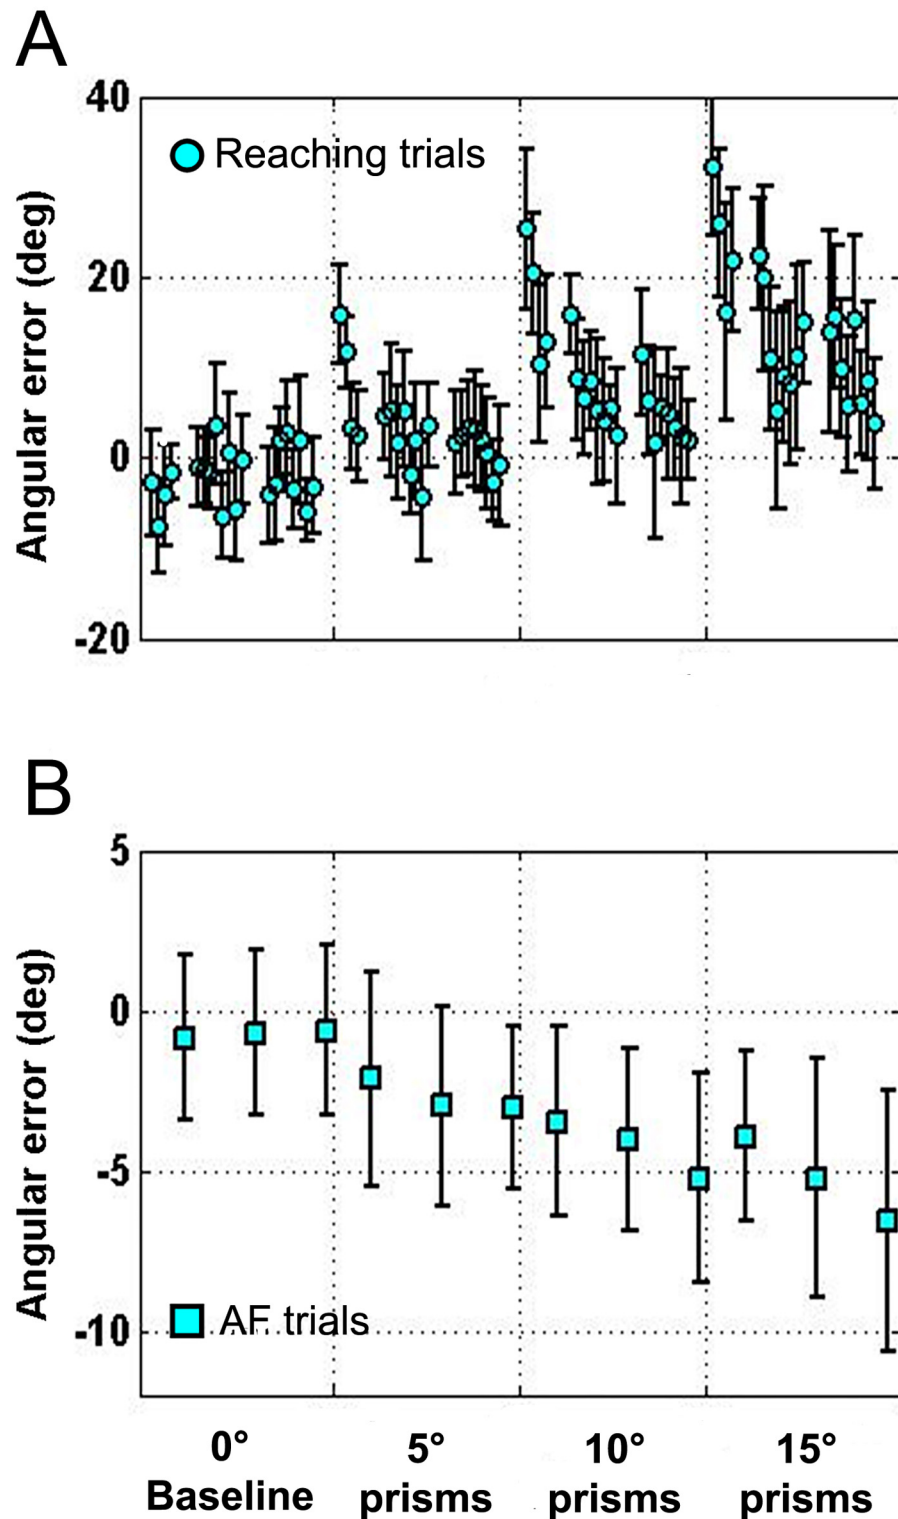 A
40
Reaching trials
20
Angular error (deg)
0
-20
B
5
0
Angular error (deg)
-5
AF trials
-10
0° 5° 10° 15°
Baseline prisms prisms prisms